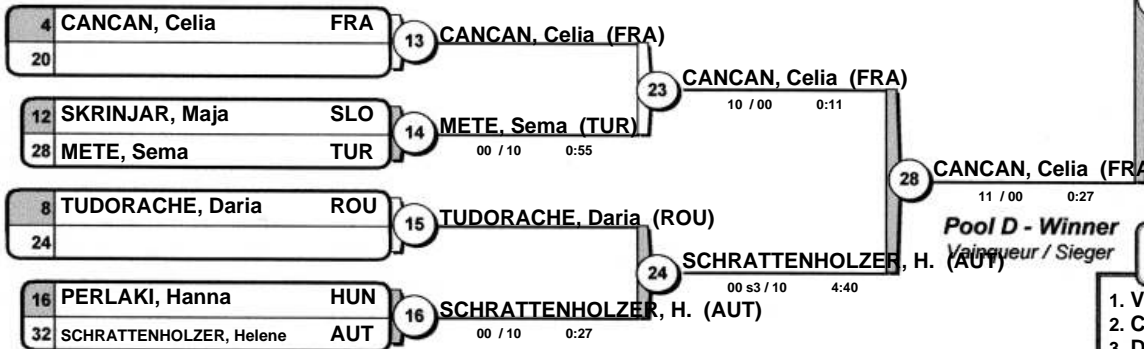 4 CANCAN, Celia FRA
20
13 CANCAN, Celia (FRA)
12 SKRINJAR, Maja SLO
28 METE, Sema TUR
14 METE, Sema (TUR)
00 / 10 0:55
23 CANCAN, Celia (FRA)
10 / 00 0:11
8 TUDORACHE, Daria ROU
24
15 TUDORACHE, Daria (ROU)
16 PERLAKI, Hanna HUN
32 SCHRATTENHOLZER, Helene AUT
16 SCHRATTENHOLZER, H. (AUT)
00 / 10 0:27
24 SCHRATTENHOLZER, H. (AUT)
00 s3 / 10 4:40
28 CANCAN, Celia (FRA
11 / 00 0:27
Pool D - Winner
Vainqueur / Sieger
1. V
2. C
3. D